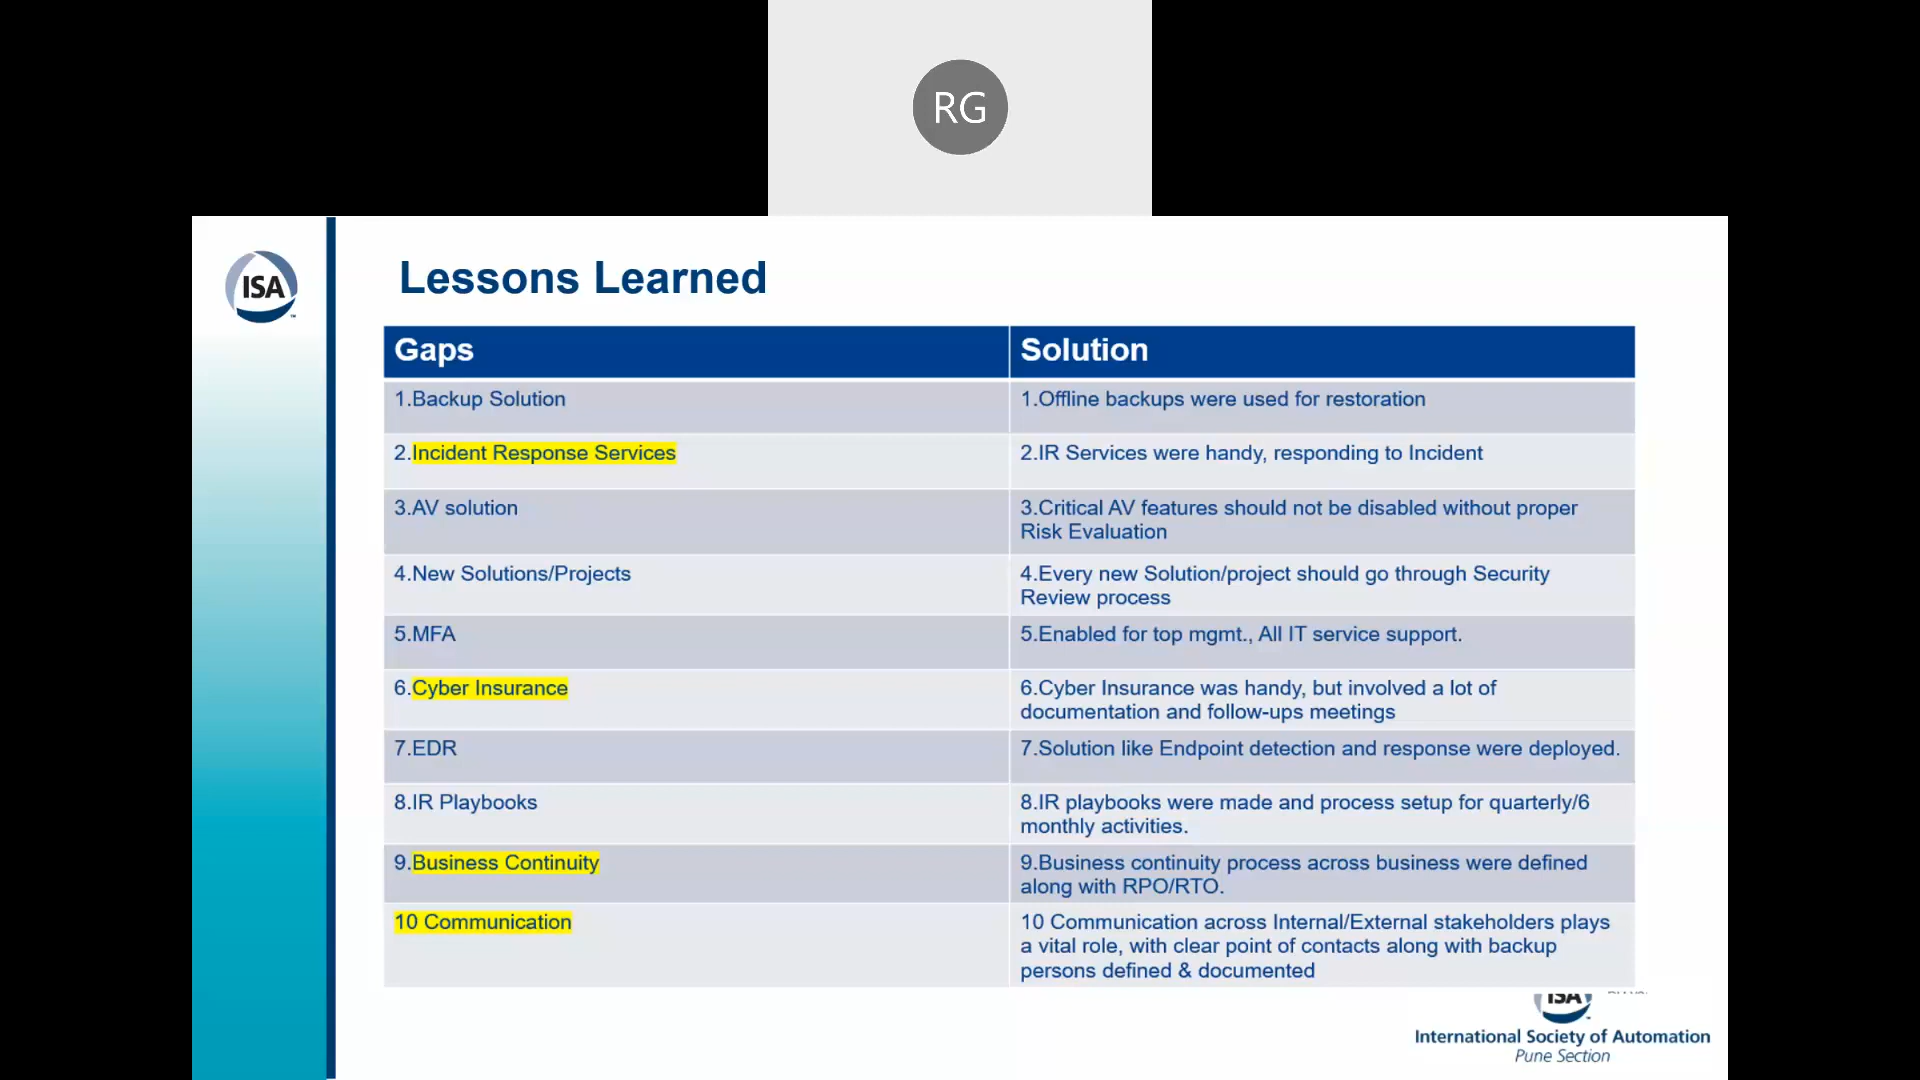 RG
ISA
Lessons Learned
Gaps
Solution
1.Backup Solution
1.Offline backups were used for restoration
2.Incident Response Services
2.IR Services were handy, responding to Incident
3.AV solution
3.Critical AV features should not be disabled without proper
Risk Evaluation
4.New Solutions/Projects
4.Every new Solution/project should go through Security
Review process
5.MFA
5.Enabled for top mgmt., All IT service support.
6.Cyber Insurance
6.Cyber Insurance was handy, but involved a lot of
documentation and follow-ups meetings
7.EDR
7.Solution like Endpoint detection and response were deployed.
8.IR Playbooks
8.IR playbooks were made and process setup for quarterly/6
monthly activities.
9.Business Continuity
9.Business continuity process across business were defined
along with RPO/RTO.
10 Communication
10 Communication across Internal/External stakeholders plays
a vital role, with clear point of contacts along with backup
persons defined & documented
ISA
International Society of Automation
Pune Section